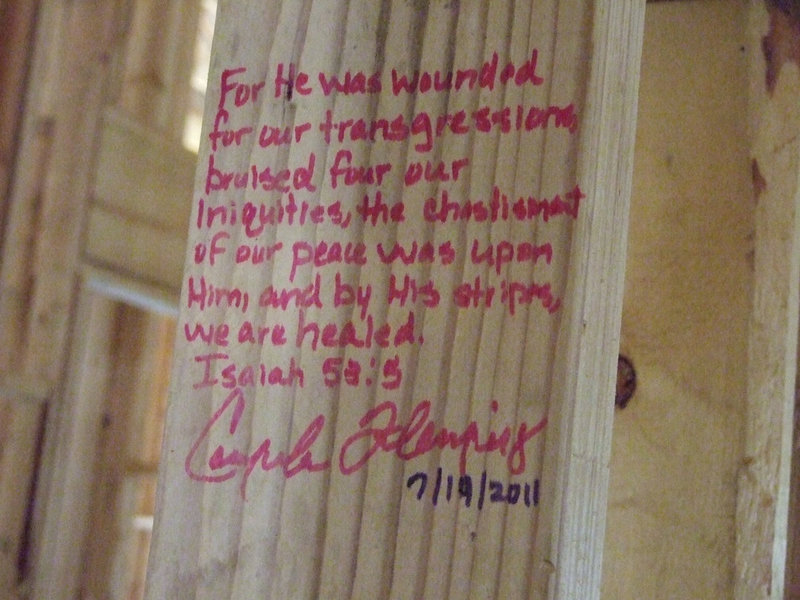 For He was wounded
for our transgressions,
bruised four our
Iniquities, the chastisment
of our peace was upon
Him, and by His stripes,
we are healed.
Isaiah 53:5
7/19/2011